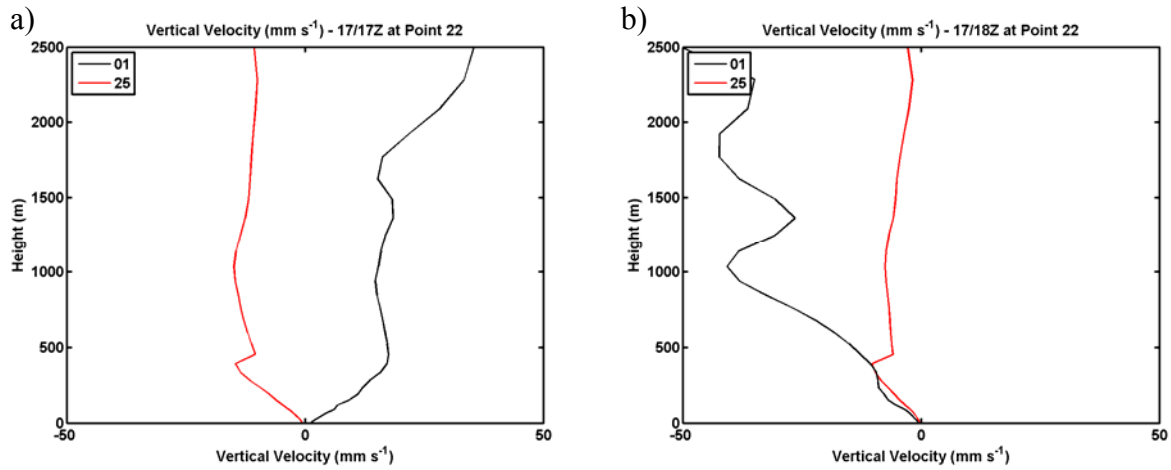 a)
Vertical Velocity (mm s⁻¹) - 17/17Z at Point 22
2500
2000
1500
1000
500
0
Height (m)
01
25
-50
0
50
Vertical Velocity (mm s⁻¹)
b)
Vertical Velocity (mm s⁻¹) - 17/18Z at Point 22
2500
2000
1500
1000
500
0
Height (m)
01
25
-50
0
50
Vertical Velocity (mm s⁻¹)